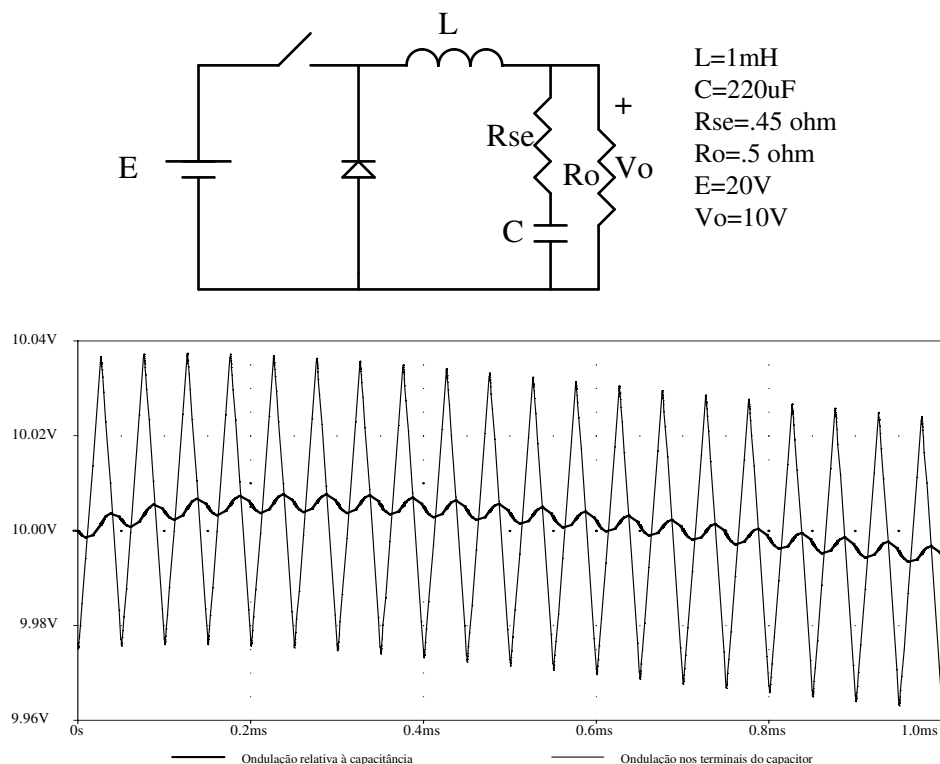 L
L=1mH
C=220uF
Rse=.45 ohm
Ro=.5 ohm
E=20V
Vo=10V
E
Rse
Ro
+
Vo
C
10.04V
10.02V
10.00V
9.98V
9.96V
0s
0.2ms
0.4ms
0.6ms
0.8ms
1.0ms
Ondulação relativa à capacitância
Ondulação nos terminais do capacitor